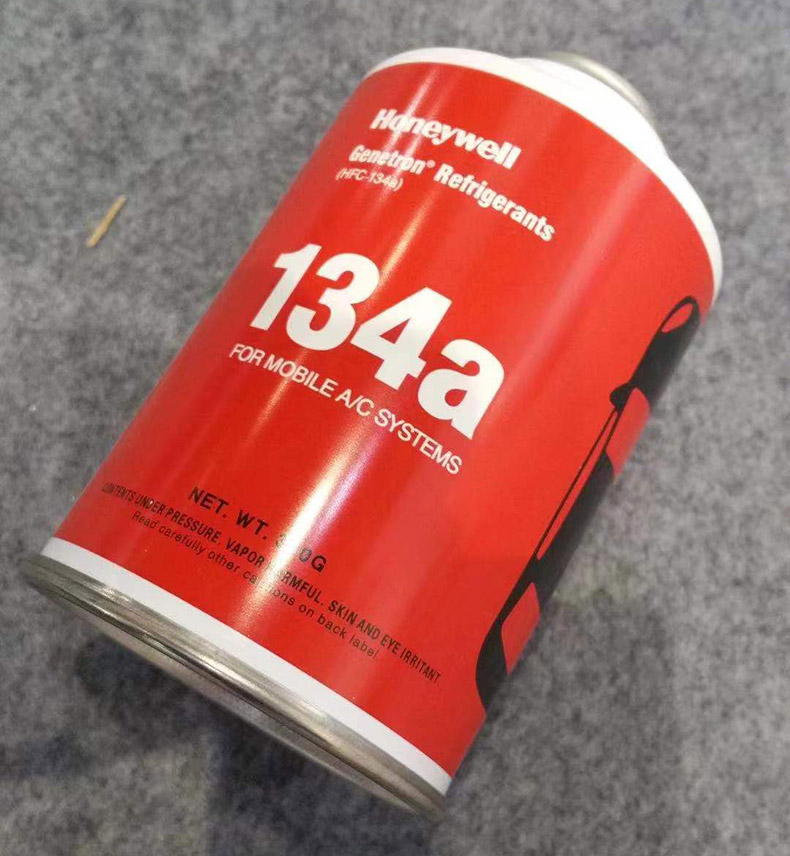 Honeywell
Genetron® Refrigerants
(HFC-134a)
134a
FOR MOBILE A/C SYSTEMS
NET. WT.
CONTENTS UNDER PRESSURE, VAPOR HARMFUL. SKIN AND EYE IRRITANT.
Read carefully other cautions on back label